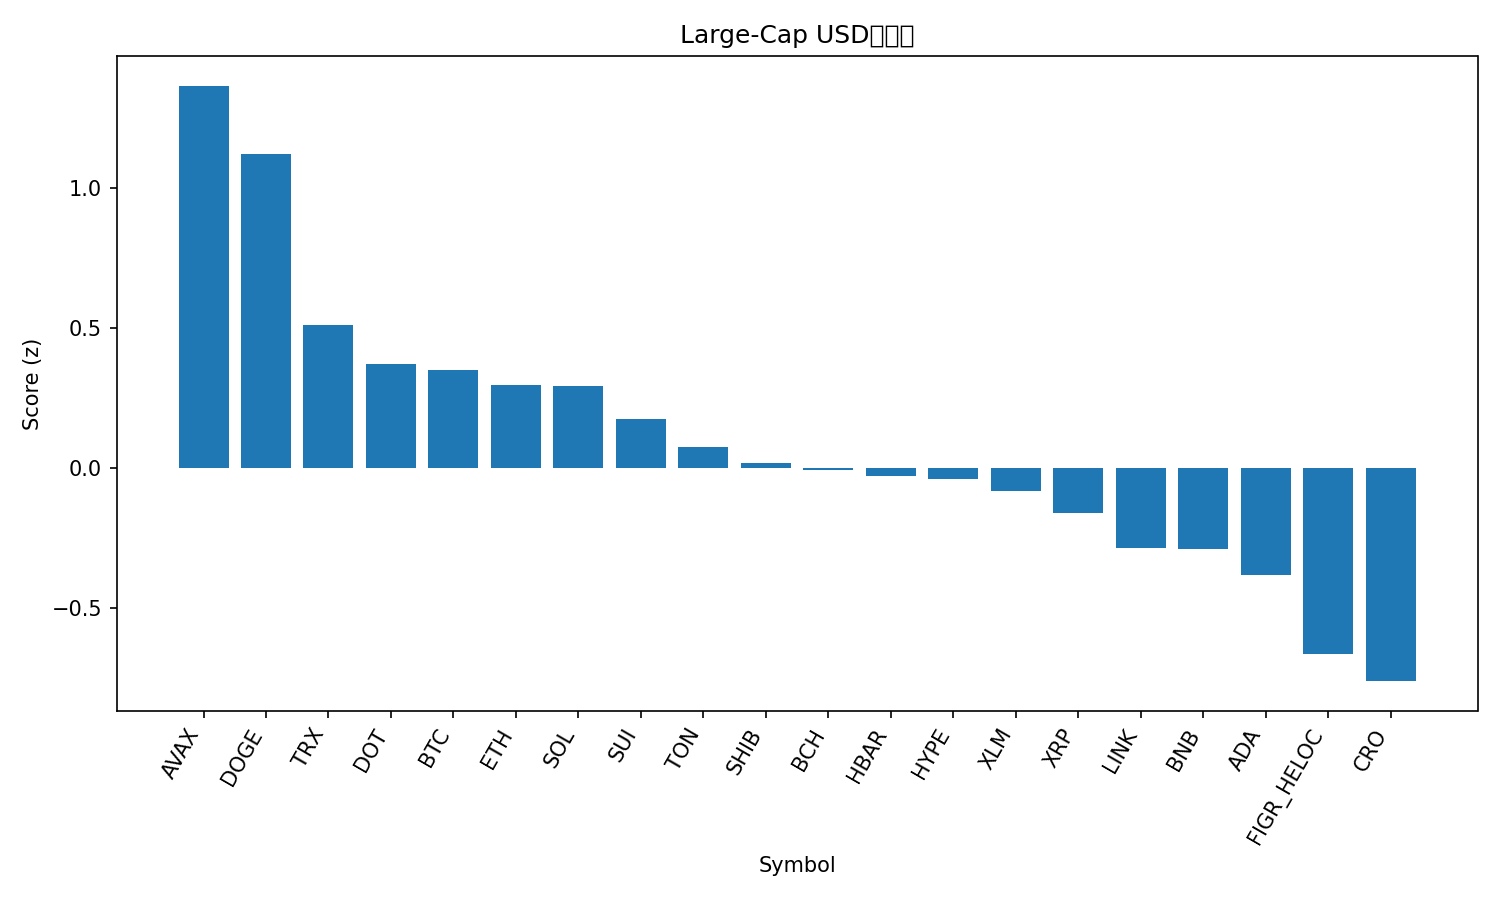 Large-Cap USD
Score (z)
1.0
0.5
0.0
−0.5
AVAX
DOGE
TRX
DOT
BTC
ETH
SOL
SUI
TON
SHIB
BCH
HBAR
HYPE
XLM
XRP
LINK
BNB
ADA
FIGR_HELOC
CRO
Symbol